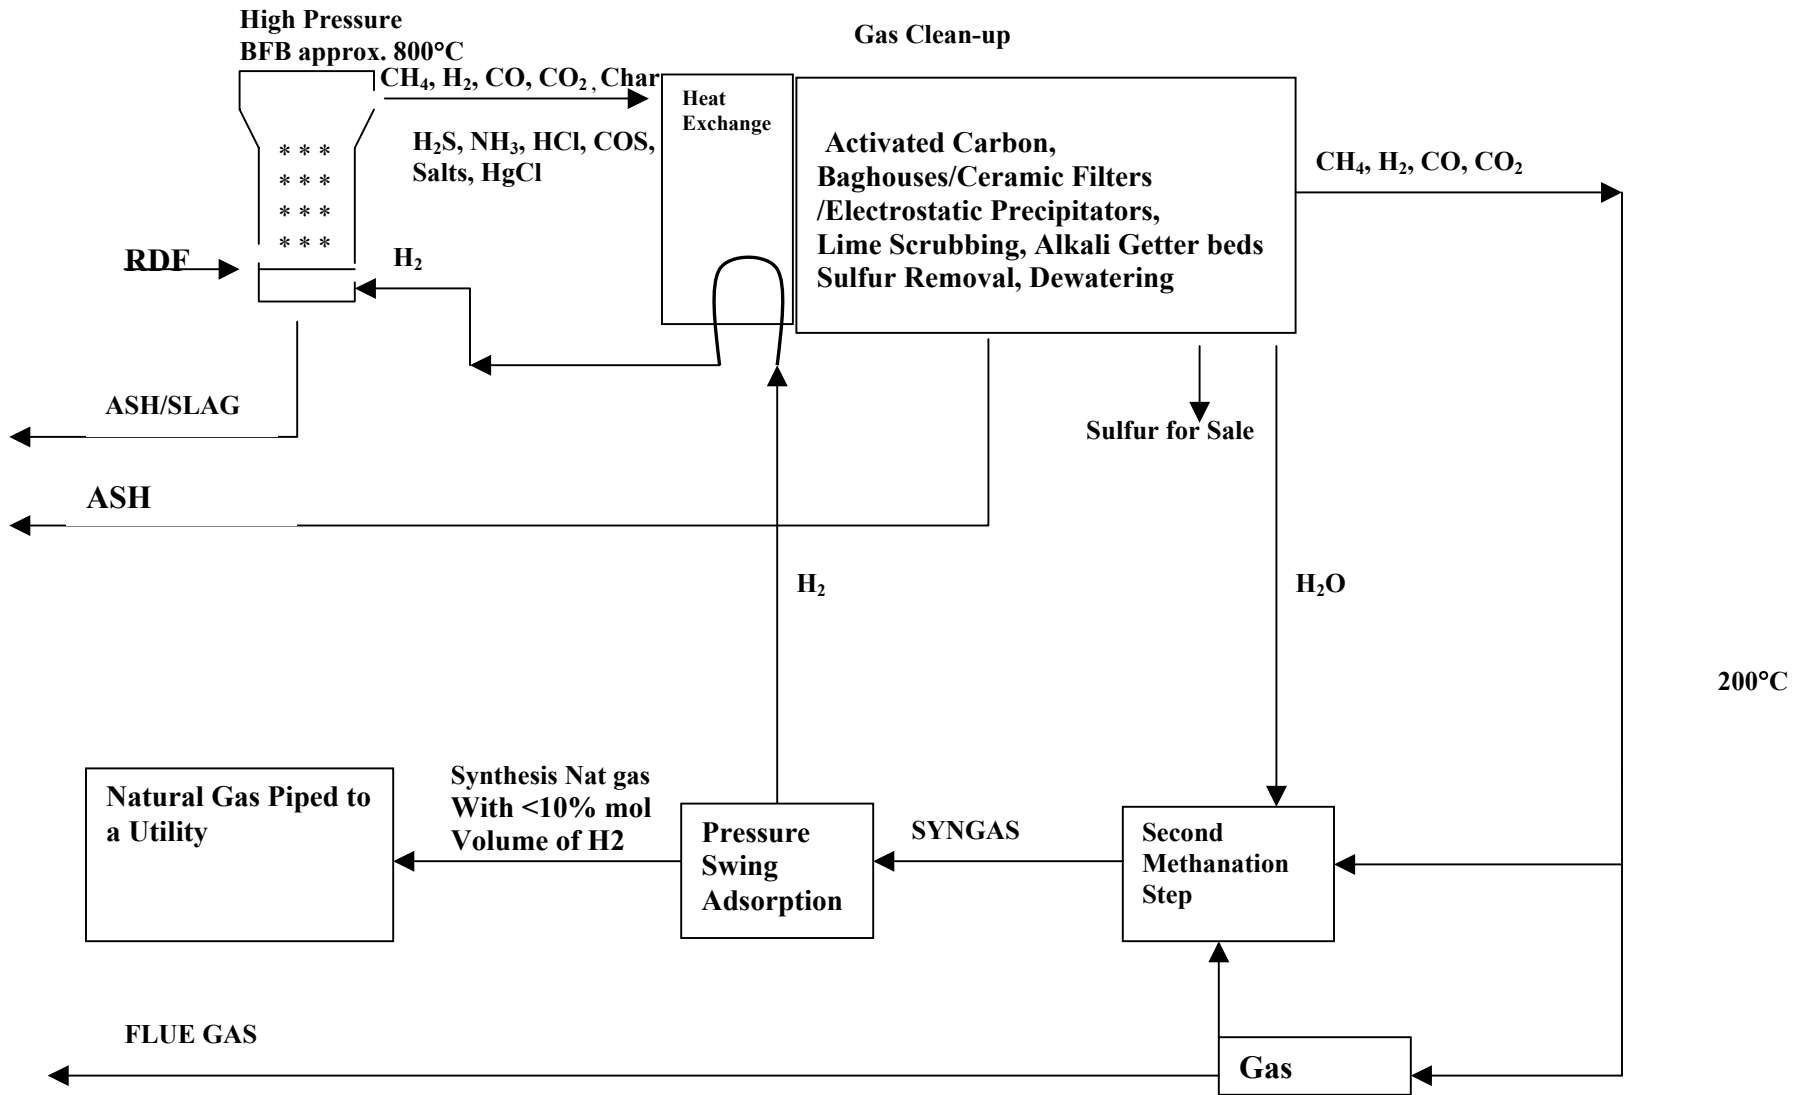 High Pressure
BFB approx. 800°C
Gas Clean-up
CH₄, H₂, CO, CO₂ , Char
H₂S, NH₃, HCl, COS,
Salts, HgCl
Heat
Exchange
Activated Carbon,
Baghouses/Ceramic Filters
/Electrostatic Precipitators,
Lime Scrubbing, Alkali Getter beds
Sulfur Removal, Dewatering
CH₄, H₂, CO, CO₂
* * *
* * *
* * *
* * *
RDF
H₂
ASH/SLAG
Sulfur for Sale
ASH
H₂
H₂O
200°C
Natural Gas Piped to
a Utility
Synthesis Nat gas
With <10% mol
Volume of H2
Pressure
Swing
Adsorption
SYNGAS
Second
Methanation
Step
FLUE GAS
Gas